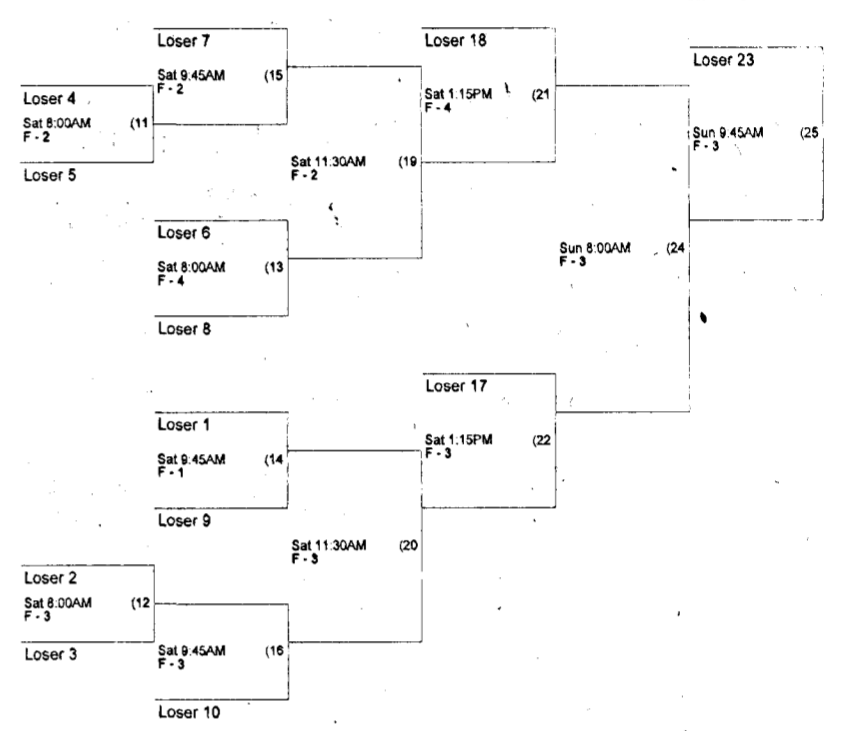 Loser 7
Sat 9:45AM (15
F - 2
Loser 4
Sat 8:00AM (11
F - 2
Loser 5
Sat 11:30AM (19
F - 2
Loser 6
Sat 8:00AM (13
F - 4
Loser 8
Loser 18
Sat 1:15PM (21
F - 4
Loser 23
Sun 9:45AM (25
F - 3
Sun 8:00AM (24
F - 3
Loser 17
Sat 1:15PM (22
F - 3
Loser 1
Sat 9:45AM (14
F - 1
Loser 9
Sat 11:30AM (20
F - 3
Loser 2
Sat 8:00AM (12
F - 3
Loser 3
Sat 9:45AM (16
F - 3
Loser 10